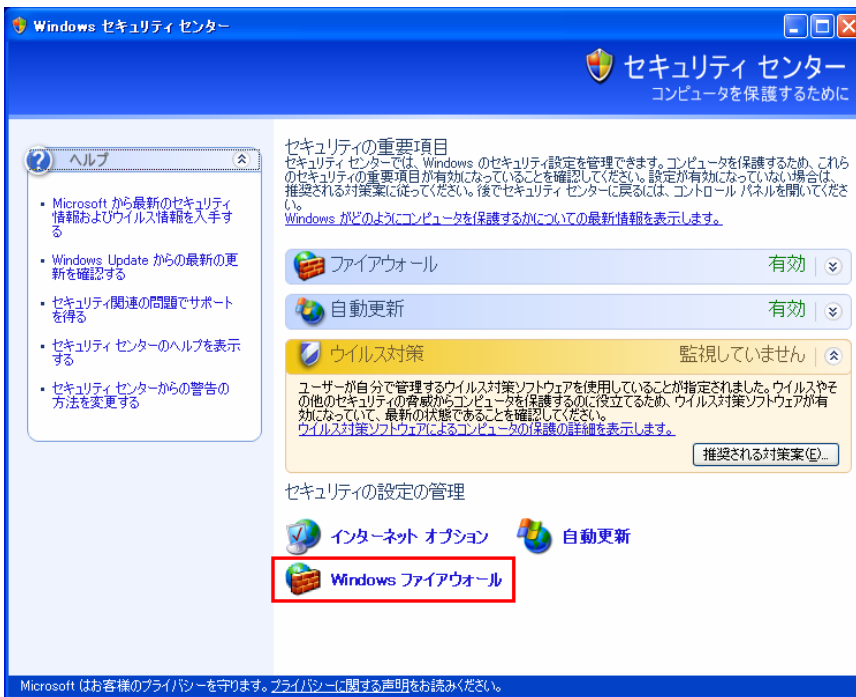 Windows セキュリティ センター
セキュリティ センター
コンピュータを保護するために
ヘルプ
Microsoft から最新のセキュリティ
情報およびウイルス情報を入手す
る
Windows Update からの最新の更
新を確認する
セキュリティ関連の問題でサポート
を得る
セキュリティ センターのヘルプを表示
する
セキュリティ センターからの警告の
方法を変更する
セキュリティの重要項目
セキュリティ センターでは、Windows のセキュリティ設定を管理できます。コンピュータを保護するため、これら
のセキュリティの重要項目が有効になっていることを確認してください。設定が有効になっていない場合は、
推奨される対策案に従ってください。後でセキュリティ センターに戻るには、コントロール パネルを開いてくださ
い。
Windows がどのようにコンピュータを保護するかについての最新情報を表示します。
ファイアウォール 有効
自動更新 有効
ウイルス対策 監視していません
ユーザーが自分で管理するウイルス対策ソフトウェアを使用していることが指定されました。ウイルスやそ
の他のセキュリティの脅威からコンピュータを保護するのに役立てるため、ウイルス対策ソフトウェアが有
効になっていて、最新の状態であることを確認してください。
ウイルス対策ソフトウェアによるコンピュータの保護の詳細を表示します。
推奨される対策案(E)...
セキュリティの設定の管理
インターネット オプション 自動更新
Windows ファイアウォール
Microsoft はお客様のプライバシーを守ります。プライバシーに関する声明をお読みください。